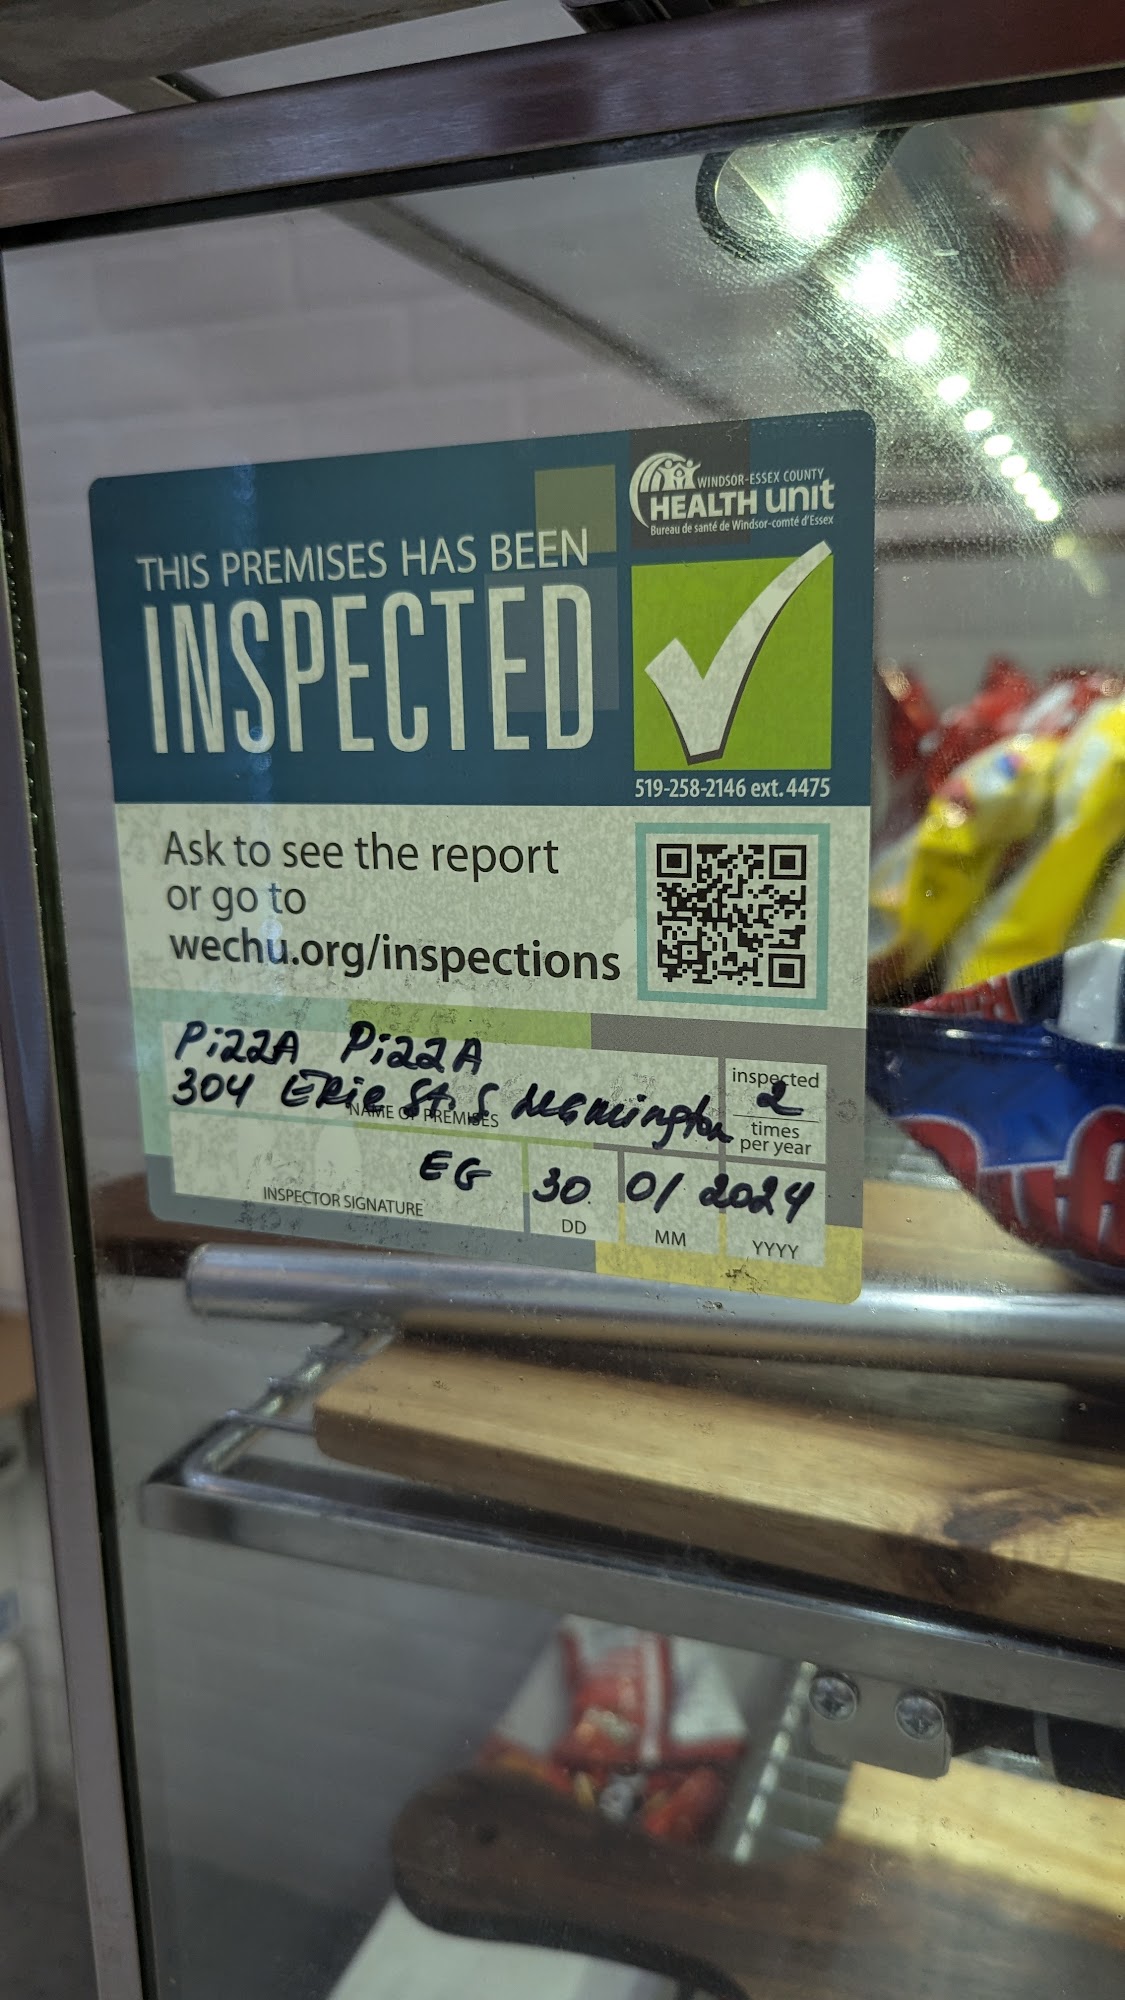 WINDSOR-ESSEX COUNTY
HEALTH unit
Bureau de santé de Windsor-comté d'Essex
THIS PREMISES HAS BEEN
INSPECTED
519-258-2146 ext. 4475
Ask to see the report
or go to
wechu.org/inspections
PizzA PizzA
304 ERie St. S Leamington
NAME OF PREMISES
inspected
2
times
per year
EG
INSPECTOR SIGNATURE
30 01 2024
DD MM YYYY